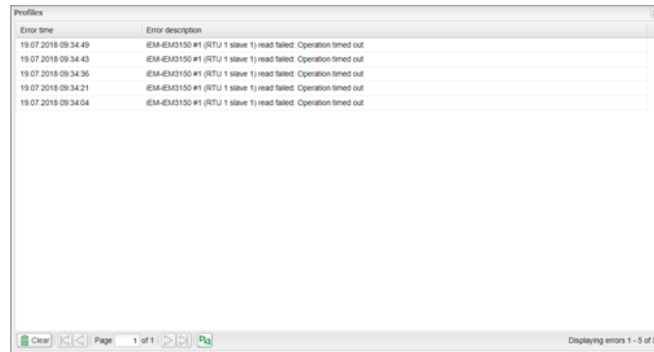 Profiles
Error time Error description
19.07.2018 09:34:49 iEM-iEM3150 #1 (RTU 1 slave 1) read failed: Operation timed out
19.07.2018 09:34:43 iEM-iEM3150 #1 (RTU 1 slave 1) read failed: Operation timed out
19.07.2018 09:34:36 iEM-iEM3150 #1 (RTU 1 slave 1) read failed: Operation timed out
19.07.2018 09:34:21 iEM-iEM3150 #1 (RTU 1 slave 1) read failed: Operation timed out
19.07.2018 09:34:04 iEM-iEM3150 #1 (RTU 1 slave 1) read failed: Operation timed out
Clear Page 1 of 1 Displaying errors 1 - 5 of